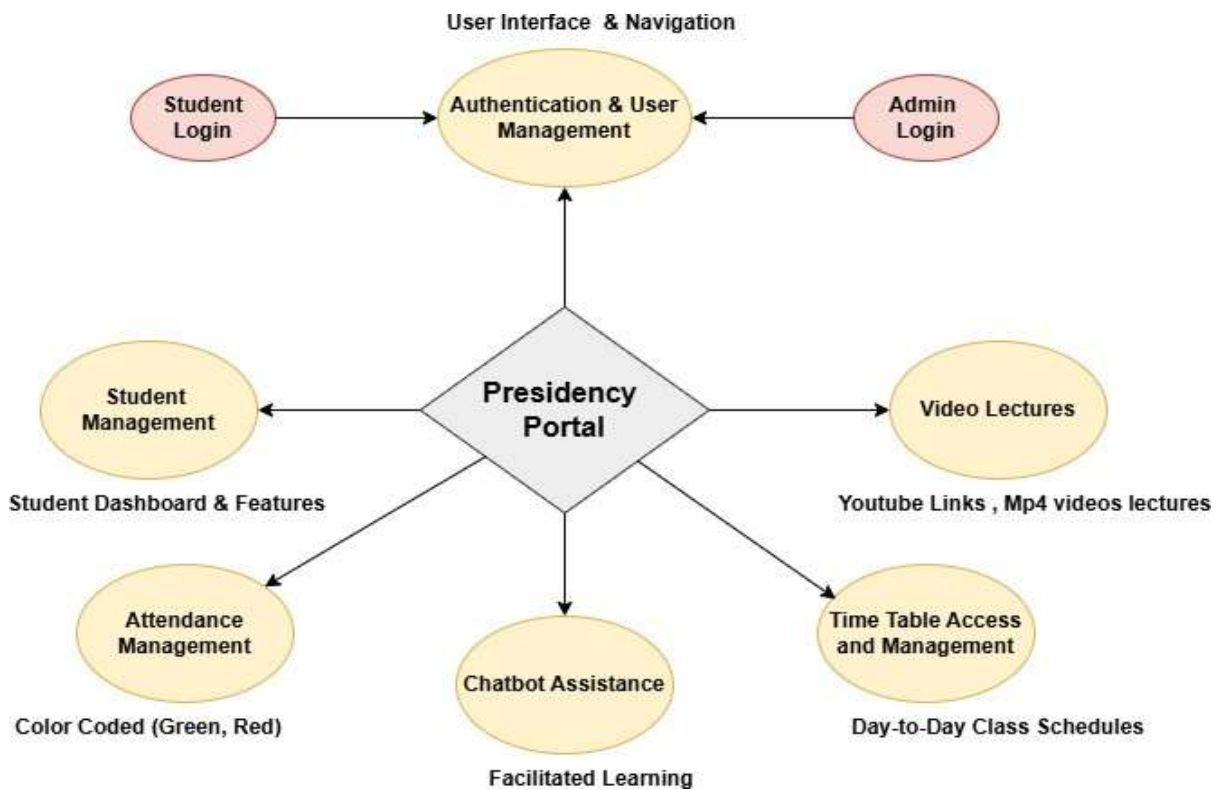 User Interface & Navigation
Student
Login
Authentication & User
Management
Admin
Login
Presidency
Portal
Student
Management
Video Lectures
Student Dashboard & Features
Youtube Links , Mp4 videos lectures
Attendance
Management
Time Table Access
and Management
Chatbot Assistance
Color Coded (Green, Red)
Day-to-Day Class Schedules
Facilitated Learning